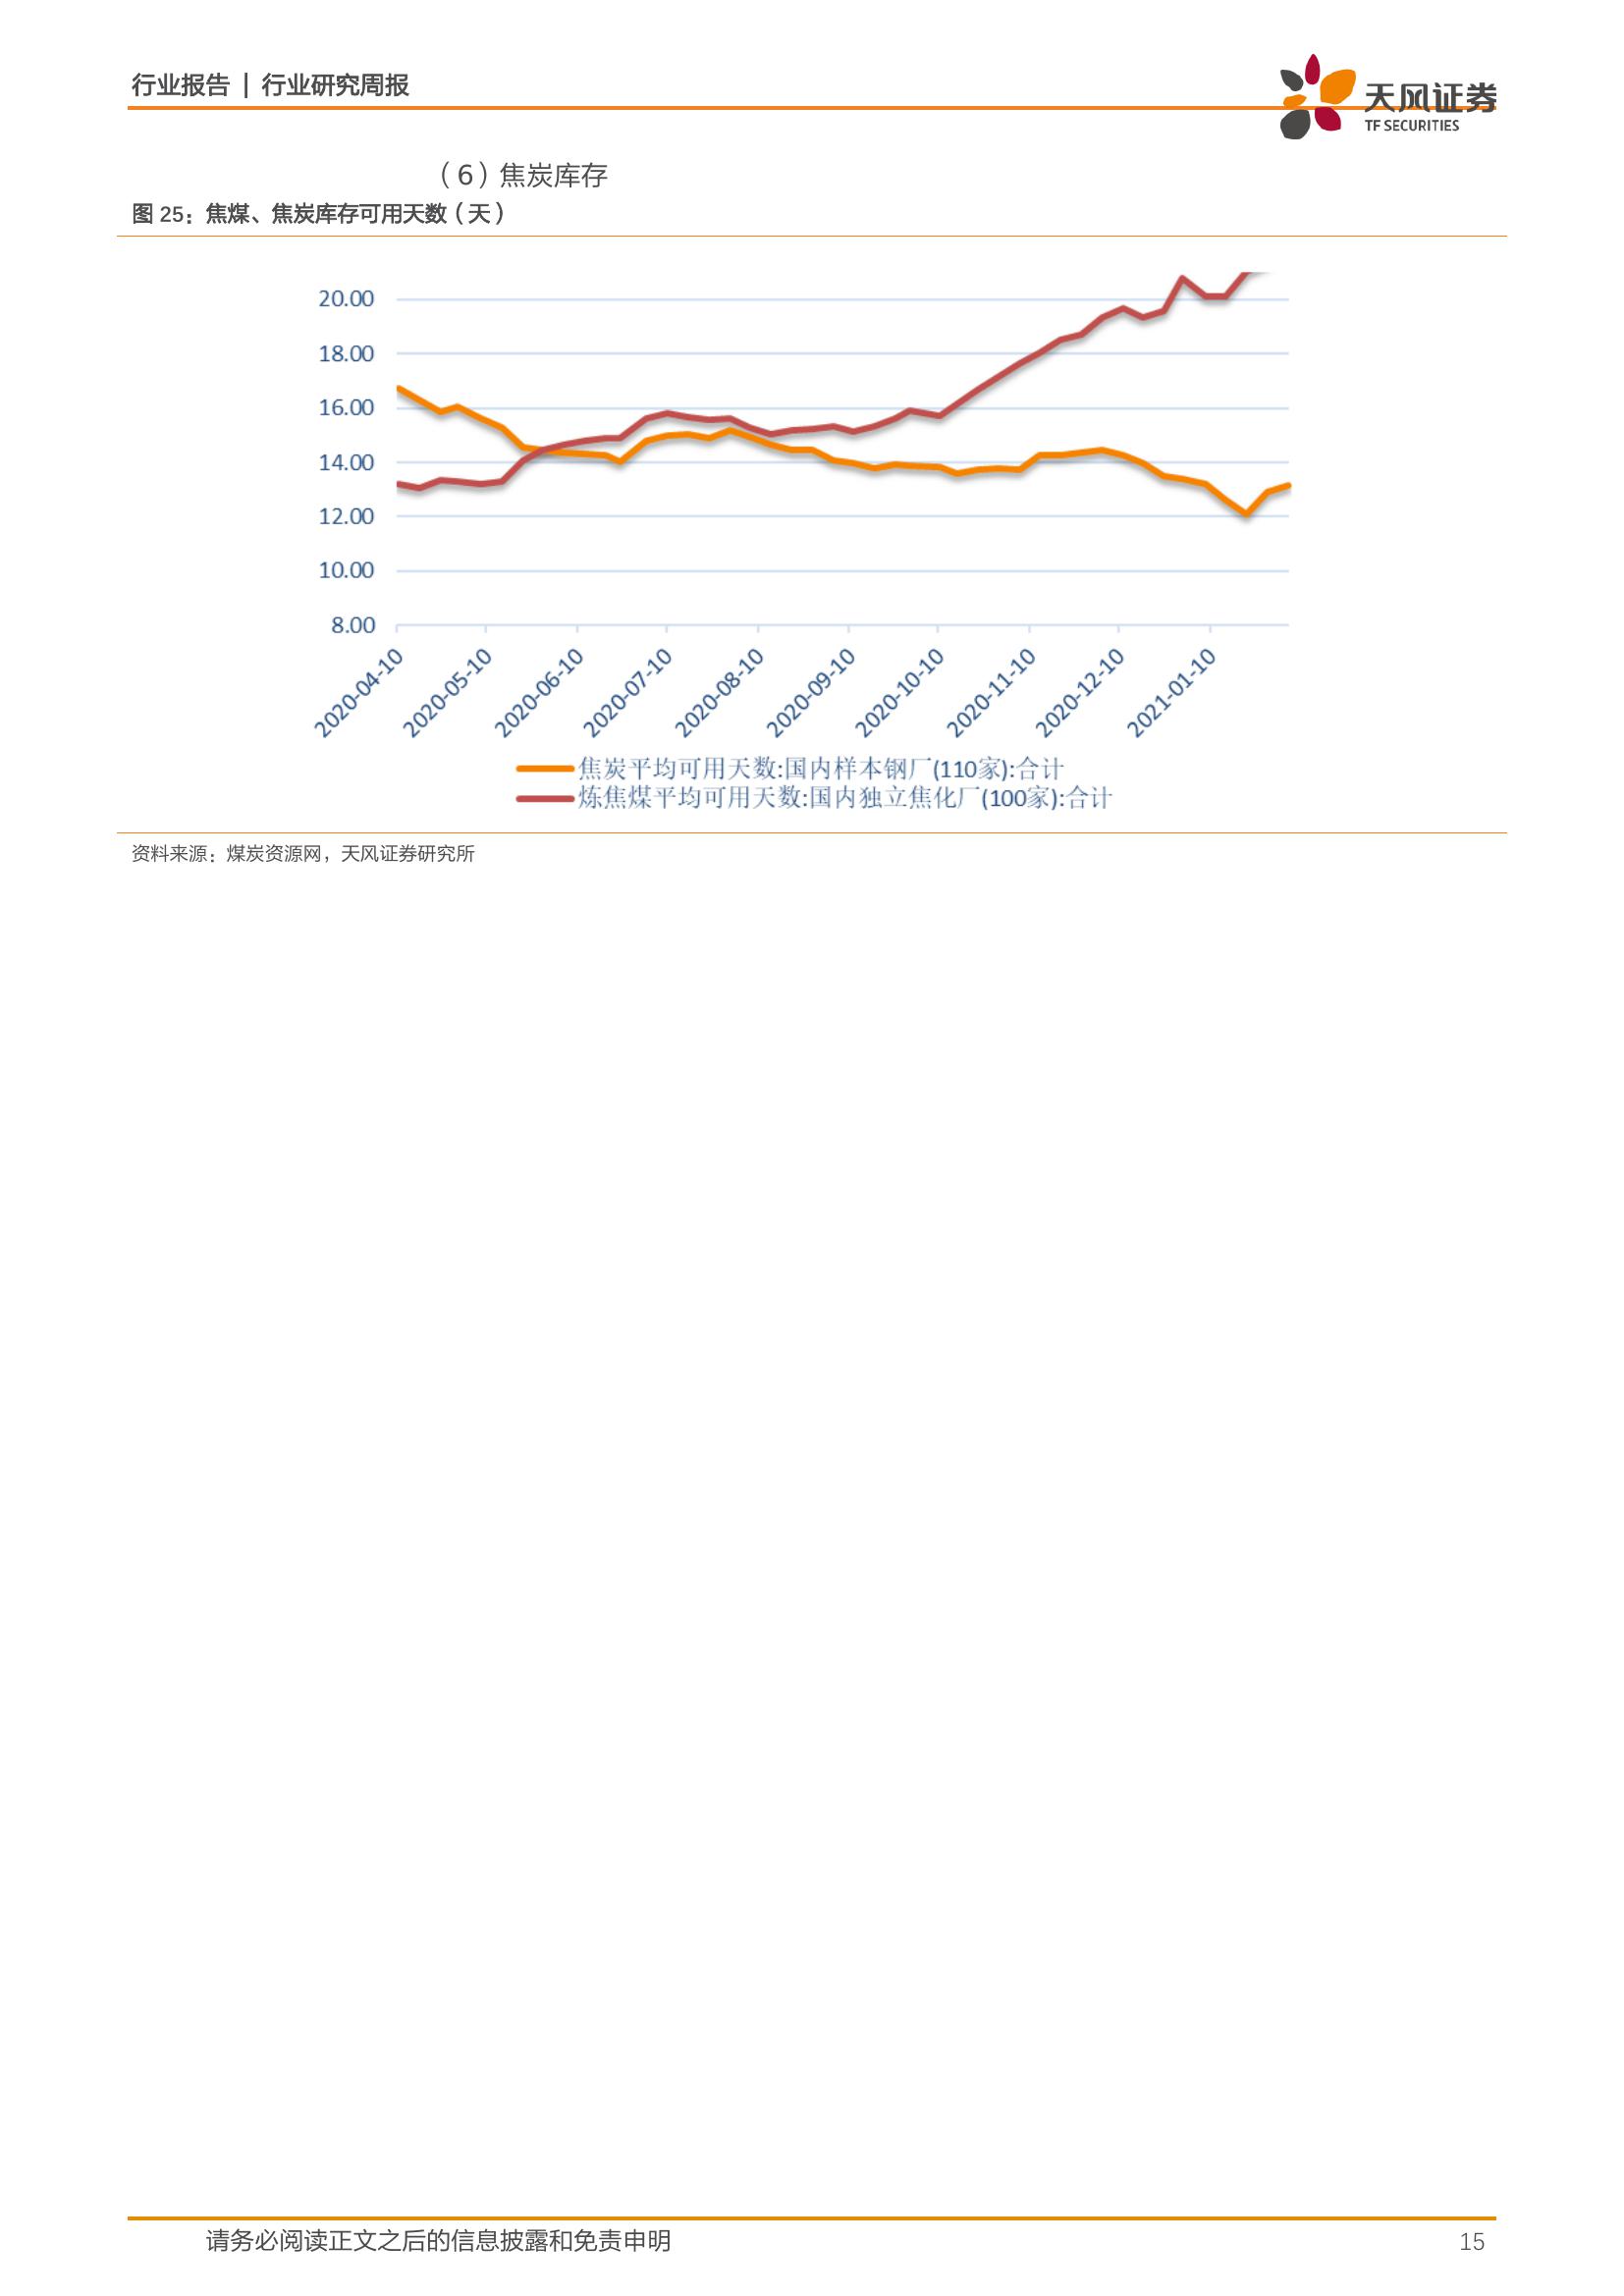 行业报告 | 行业研究周报
天风证券
TF SECURITIES
（6）焦炭库存
图 25：焦煤、焦炭库存可用天数（天）
20.00
18.00
16.00
14.00
12.00
10.00
8.00
2020-04-10
2020-05-10
2020-06-10
2020-07-10
2020-08-10
2020-09-10
2020-10-10
2020-11-10
2020-12-10
2021-01-10
焦炭平均可用天数:国内样本钢厂(110家):合计
炼焦煤平均可用天数:国内独立焦化厂(100家):合计
资料来源：煤炭资源网，天风证券研究所
请务必阅读正文之后的信息披露和免责申明
15